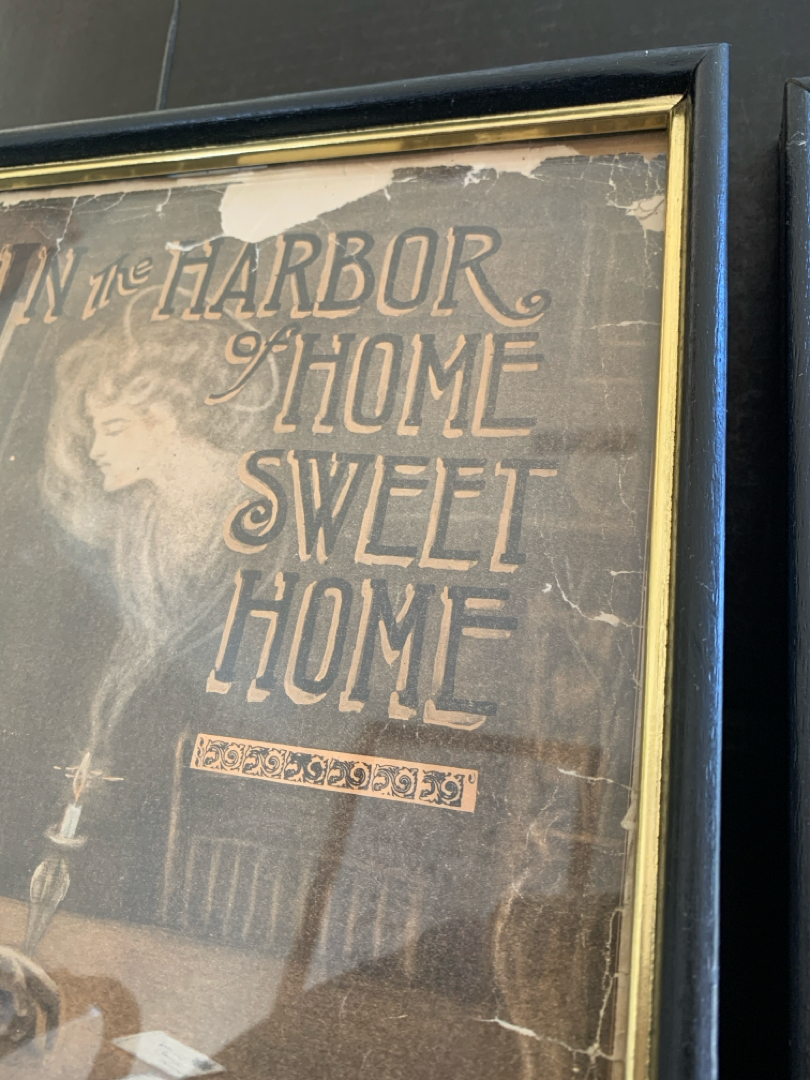 IN the HARBOR
of HOME
SWEET
HOME